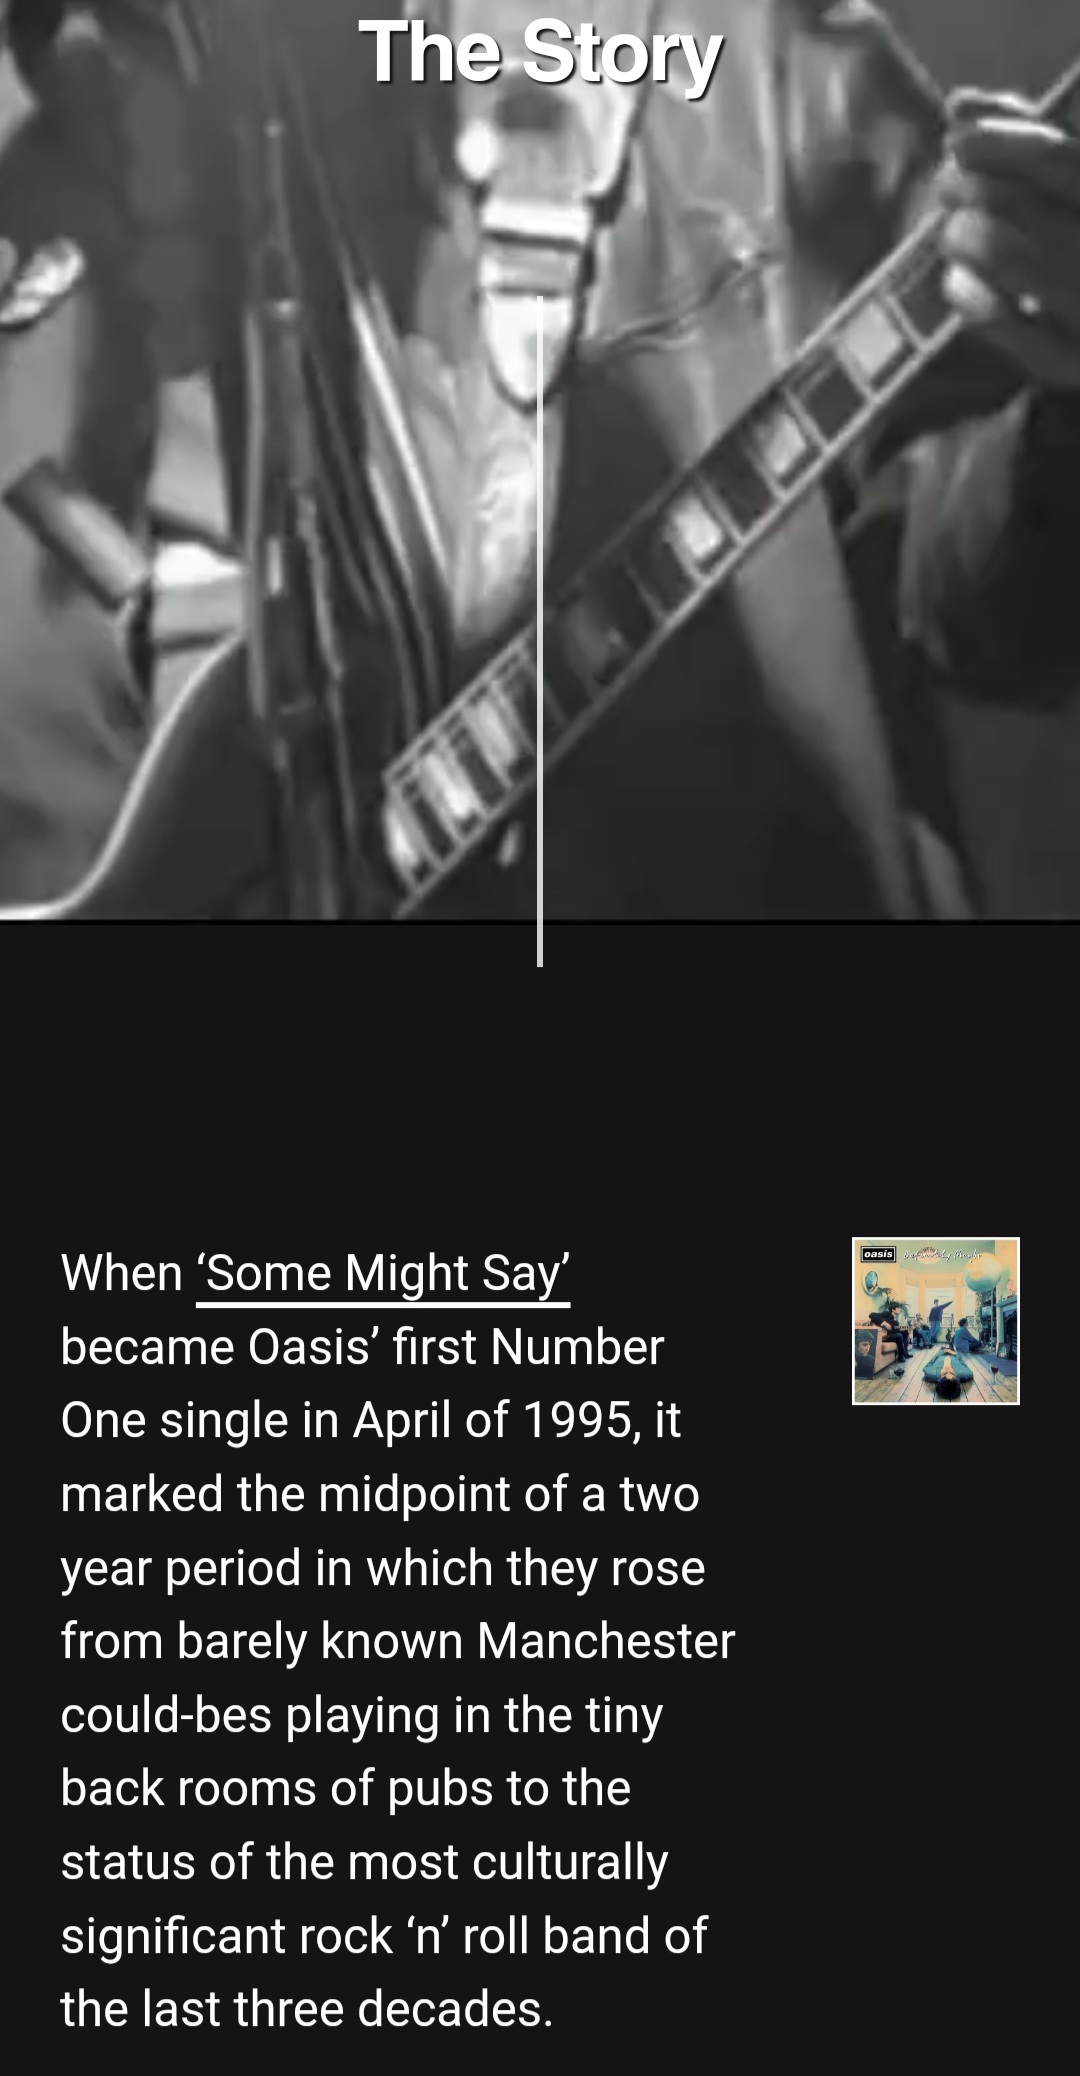 The Story
When ‘Some Might Say’
became Oasis’ first Number
One single in April of 1995, it
marked the midpoint of a two
year period in which they rose
from barely known Manchester
could-bes playing in the tiny
back rooms of pubs to the
status of the most culturally
significant rock ‘n’ roll band of
the last three decades.
oasis
Definitely Maybe